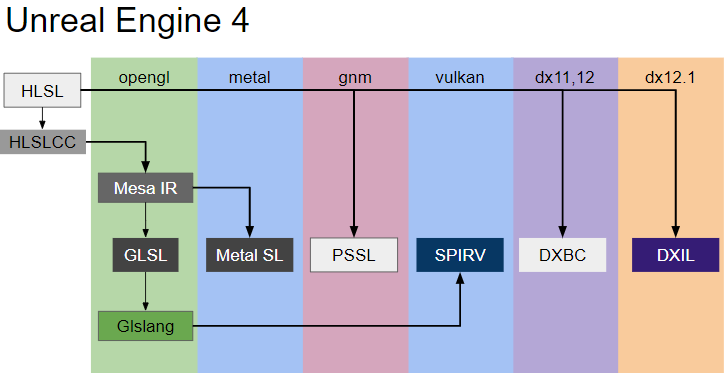 Unreal Engine 4
opengl metal gnm vulkan dx11,12 dx12.1
HLSL
HLSLCC
Mesa IR
GLSL Metal SL PSSL SPIRV DXBC DXIL
Glslang